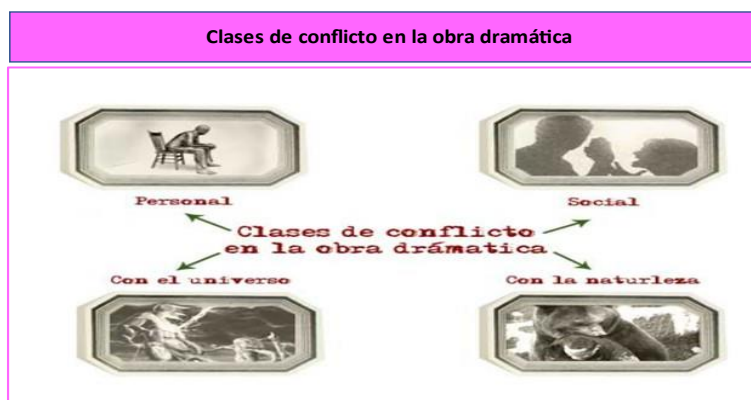 Clases de conflicto en la obra dramática
Personal
Social
Clases de conflicto
en la obra drámatica
Con el universo
Con la naturleza